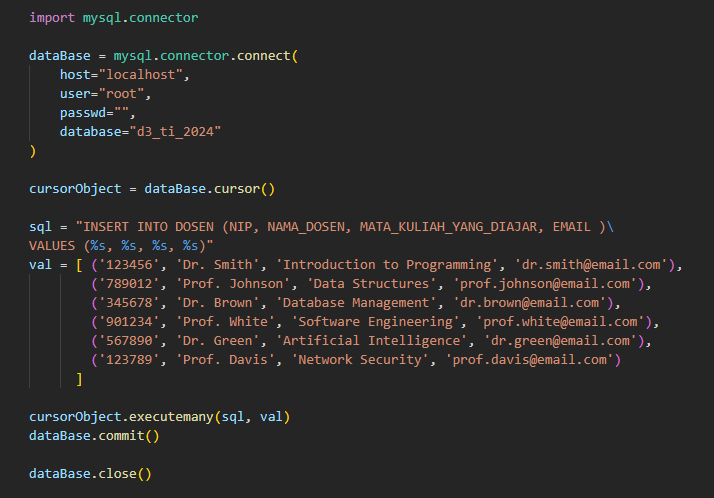 import mysql.connector
dataBase = mysql.connector.connect(
host="localhost",
user="root",
passwd="",
database="d3_ti_2024"
)
cursorObject = dataBase.cursor()
sql = "INSERT INTO DOSEN (NIP, NAMA_DOSEN, MATA_KULIAH_YANG_DIAJAR, EMAIL )\
VALUES (%s, %s, %s, %s)"
val = [ ('123456', 'Dr. Smith', 'Introduction to Programming', 'dr.smith@email.com'),
('789012', 'Prof. Johnson', 'Data Structures', 'prof.johnson@email.com'),
('345678', 'Dr. Brown', 'Database Management', 'dr.brown@email.com'),
('901234', 'Prof. White', 'Software Engineering', 'prof.white@email.com'),
('567890', 'Dr. Green', 'Artificial Intelligence', 'dr.green@email.com'),
('123789', 'Prof. Davis', 'Network Security', 'prof.davis@email.com')
]
cursorObject.executemany(sql, val)
dataBase.commit()
dataBase.close()